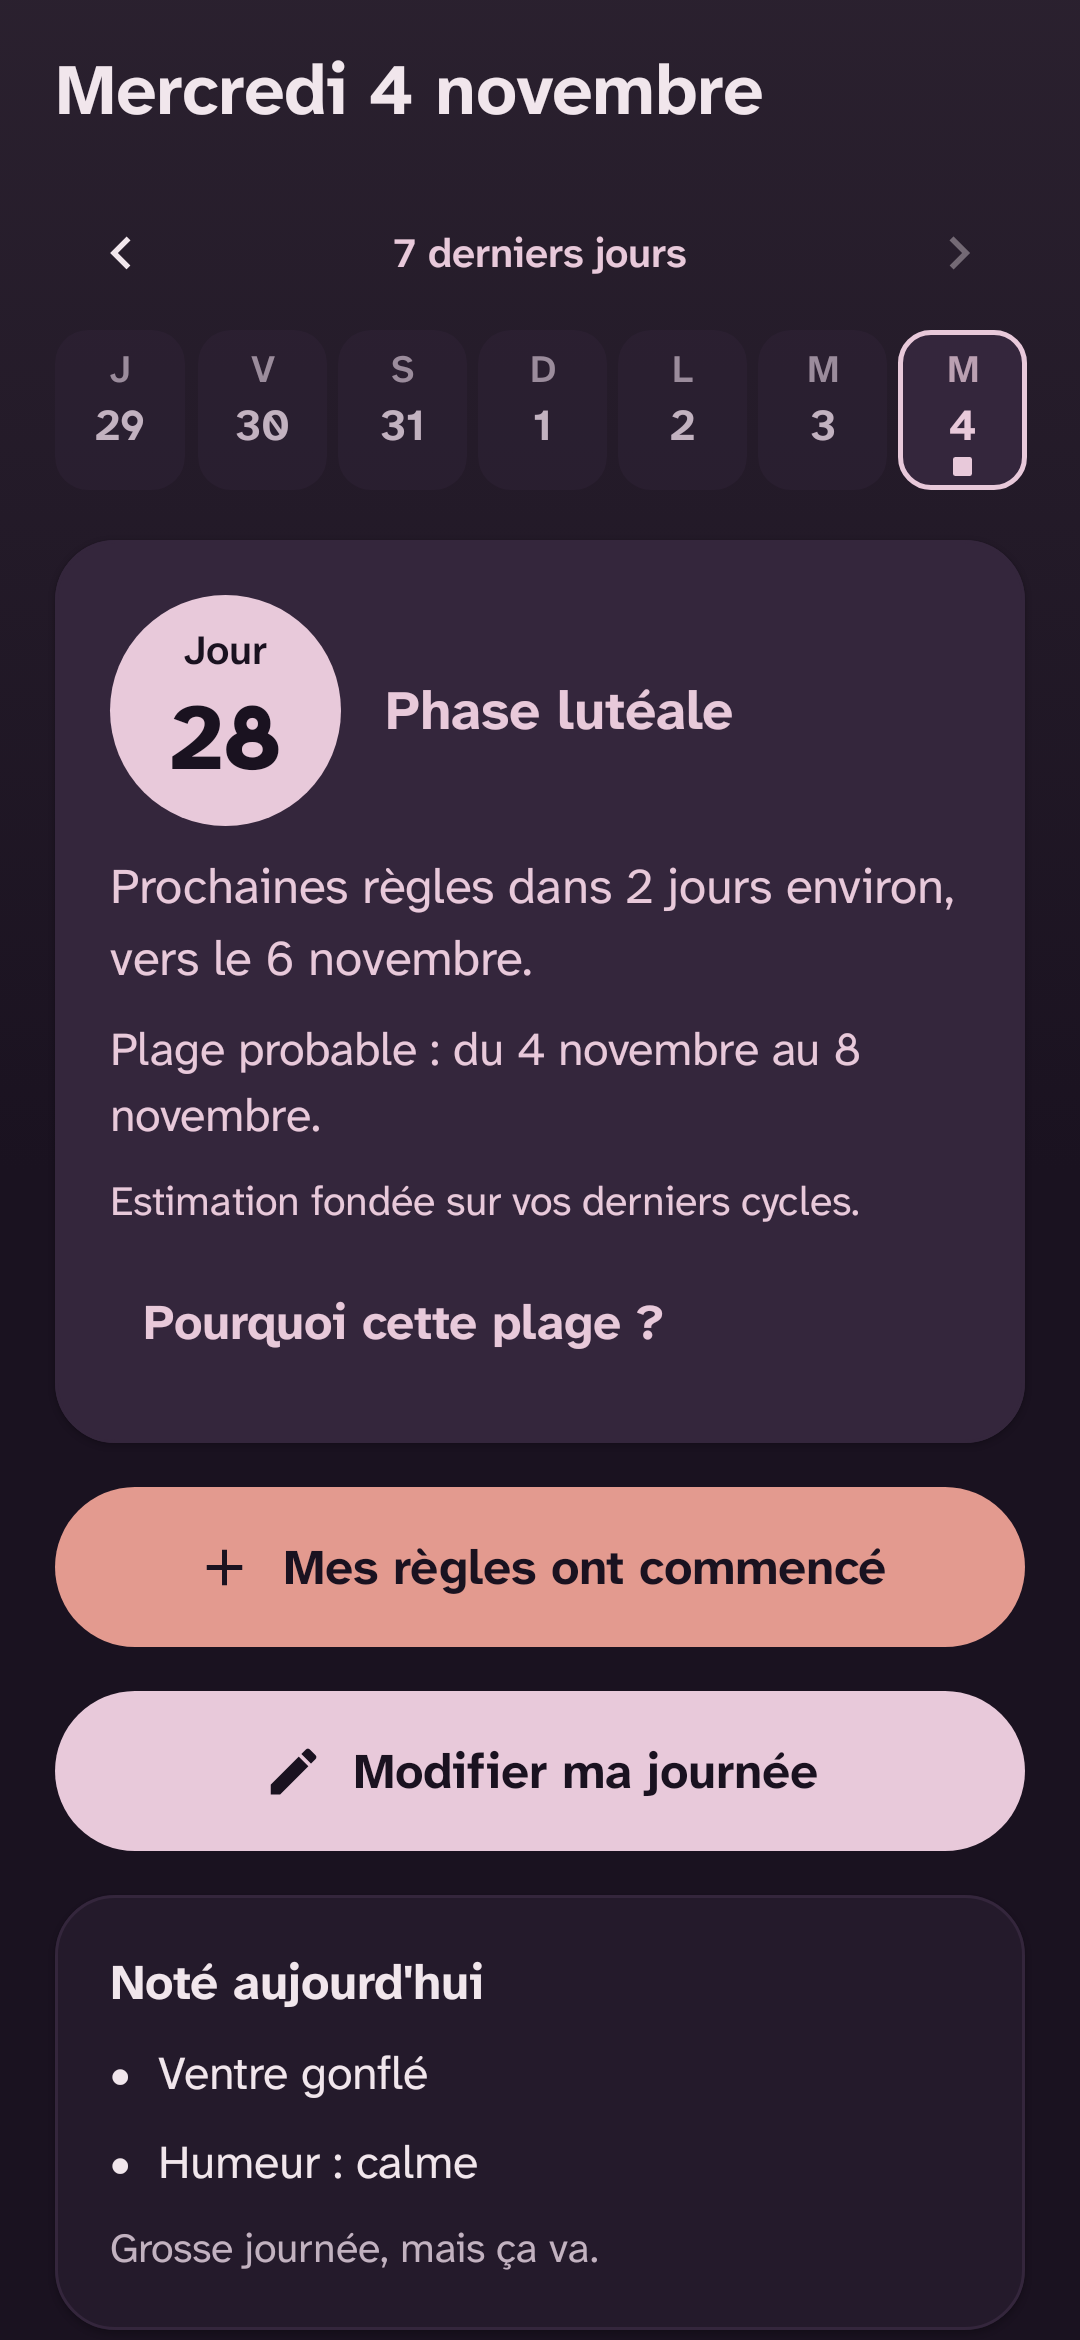 Mercredi 4 novembre
7 derniers jours
J V S D L M M
29 30 31 1 2 3 4
Jour
28
Phase lutéale
Prochaines règles dans 2 jours environ,
vers le 6 novembre.
Plage probable : du 4 novembre au 8
novembre.
Estimation fondée sur vos derniers cycles.
Pourquoi cette plage ?
Mes règles ont commencé
Modifier ma journée
Noté aujourd'hui
• Ventre gonflé
• Humeur : calme
Grosse journée, mais ça va.